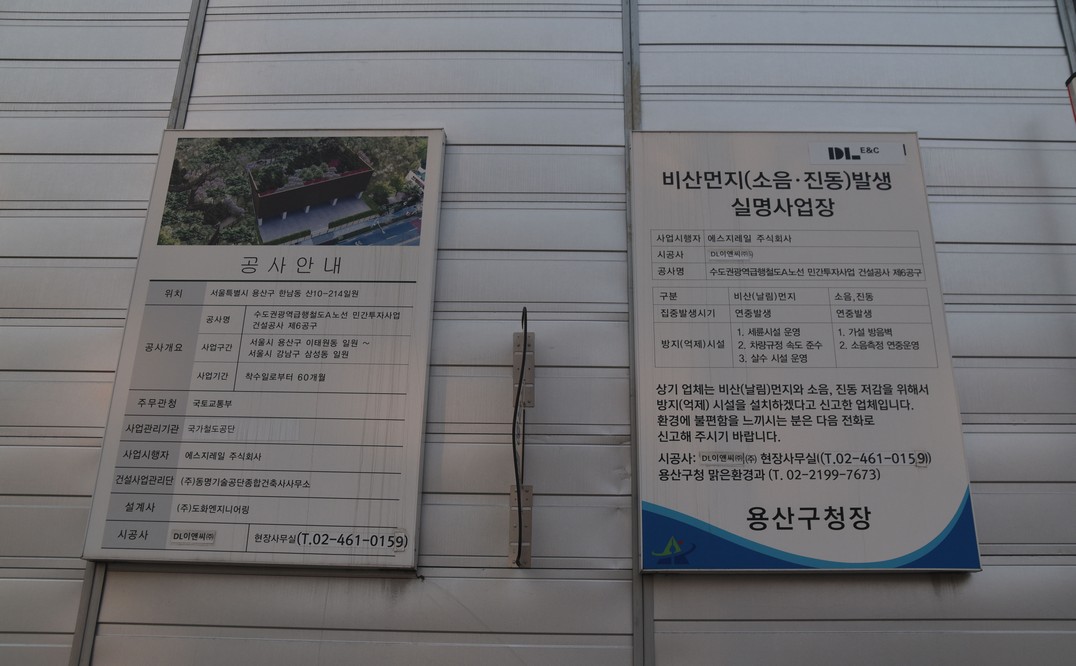 공사안내
위치 서울특별시 용산구 한남동 산10-214일원
공사개요
공사명 수도권광역급행철도A노선 민간투자사업
건설공사 제6공구
사업구간 서울시 용산구 이태원동 일원 ~
서울시 강남구 삼성동 일원
사업기간 착수일로부터 60개월
주무관청 국토교통부
사업관리기관 국가철도공단
사업시행자 에스지레일 주식회사
건설사업관리단 (주)동명기술공단종합건축사사무소
설계사 (주)도화엔지니어링
시공사 DL이앤씨㈜ 현장사무실(T.02-461-0159)
DL E&C
비산먼지(소음·진동)발생
실명사업장
사업시행자 에스지레일 주식회사
시공사 DL이앤씨㈜
공사명 수도권광역급행철도A노선 민간투자사업 건설공사 제6공구
구분 비산(날림)먼지 소음,진동
집중발생시기 연중발생 연중발생
방지(억제)시설
1. 세륜시설 운영
2. 차량규정 속도 준수
3. 살수 시설 운영
1. 가설 방음벽
2. 소음측정 연중운영
상기 업체는 비산(날림)먼지와 소음, 진동 저감을 위해서
방지(억제) 시설을 설치하겠다고 신고한 업체입니다.
환경에 불편함을 느끼시는 분은 다음 전화로
신고해 주시기 바랍니다.
시공사: DL이앤씨㈜(주) 현장사무실((T.02-461-0159))
용산구청 맑은환경과 (T. 02-2199-7673)
용산구청장